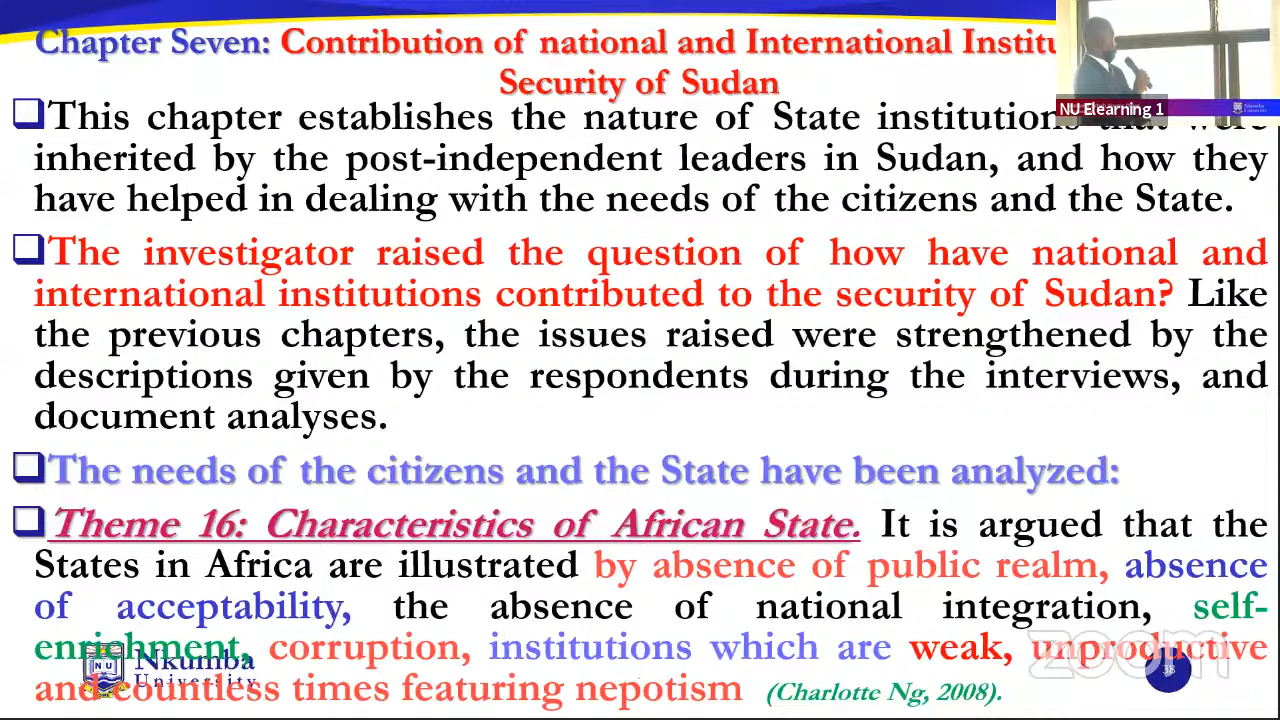 Chapter Seven: Contribution of national and International Institu
Security of Sudan
NU Elearning 1
❑This chapter establishes the nature of State institutions that were
inherited by the post-independent leaders in Sudan, and how they
have helped in dealing with the needs of the citizens and the State.
❑The investigator raised the question of how have national and
international institutions contributed to the security of Sudan? Like
the previous chapters, the issues raised were strengthened by the
descriptions given by the respondents during the interviews, and
document analyses.
❑The needs of the citizens and the State have been analyzed:
❑Theme 16: Characteristics of African State. It is argued that the
States in Africa are illustrated by absence of public realm, absence
of acceptability, the absence of national integration, self-
enrichment, corruption, institutions which are weak, unproductive
and countless times featuring nepotism (Charlotte Ng, 2008).
NU
Nkumba
University
zoom
38